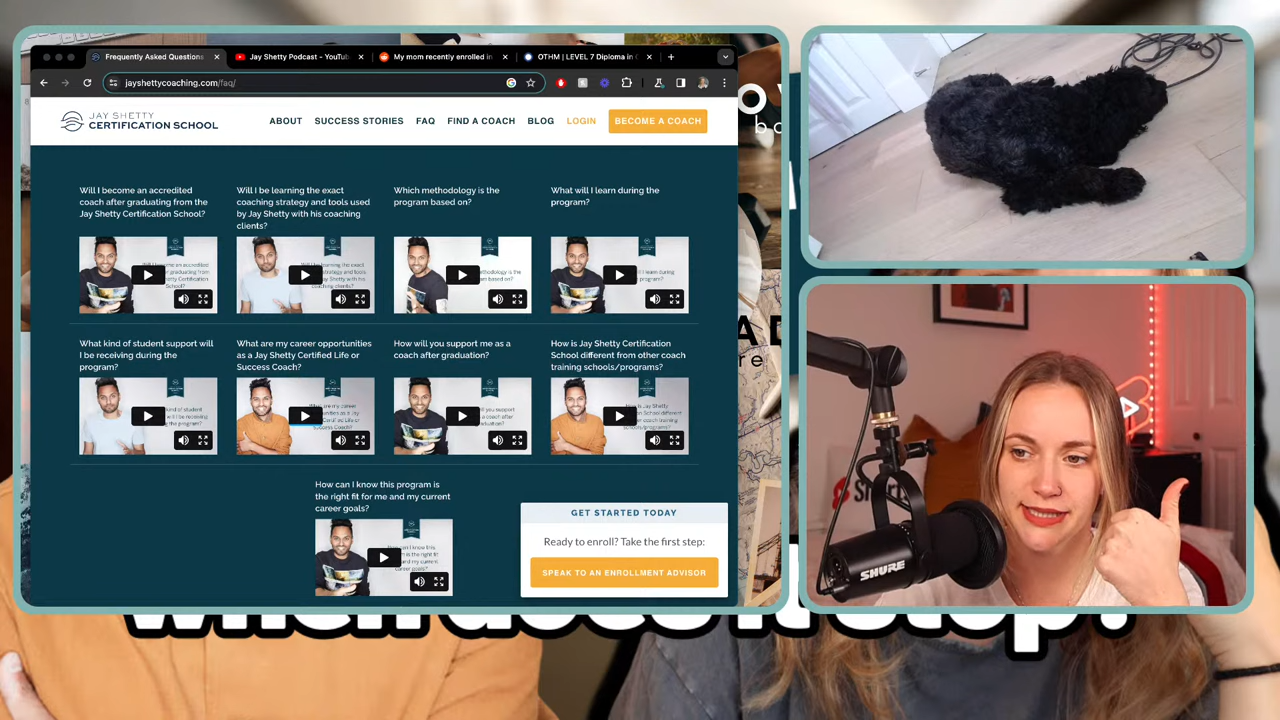 Frequently Asked Questions
Jay Shetty Podcast - YouTub
My mom recently enrolled in
OTHM | LEVEL 7 Diploma in
jayshettycoaching.com/faq/
JAY SHETTY
CERTIFICATION SCHOOL
ABOUT
SUCCESS STORIES
FAQ
FIND A COACH
BLOG
LOGIN
BECOME A COACH
Will I become an accredited
coach after graduating from the
Jay Shetty Certification School?
Will I be learning the exact
coaching strategy and tools used
by Jay Shetty with his coaching
clients?
Which methodology is the
program based on?
What will I learn during the
program?
What kind of student support will
I be receiving during the
program?
What are my career opportunities
as a Jay Shetty Certified Life or
Success Coach?
How will you support me as a
coach after graduation?
How is Jay Shetty Certification
School different from other coach
training schools/programs?
How can I know this program is
the right fit for me and my current
career goals?
GET STARTED TODAY
Ready to enroll? Take the first step:
SPEAK TO AN ENROLLMENT ADVISOR
SHURE
when does it stop?